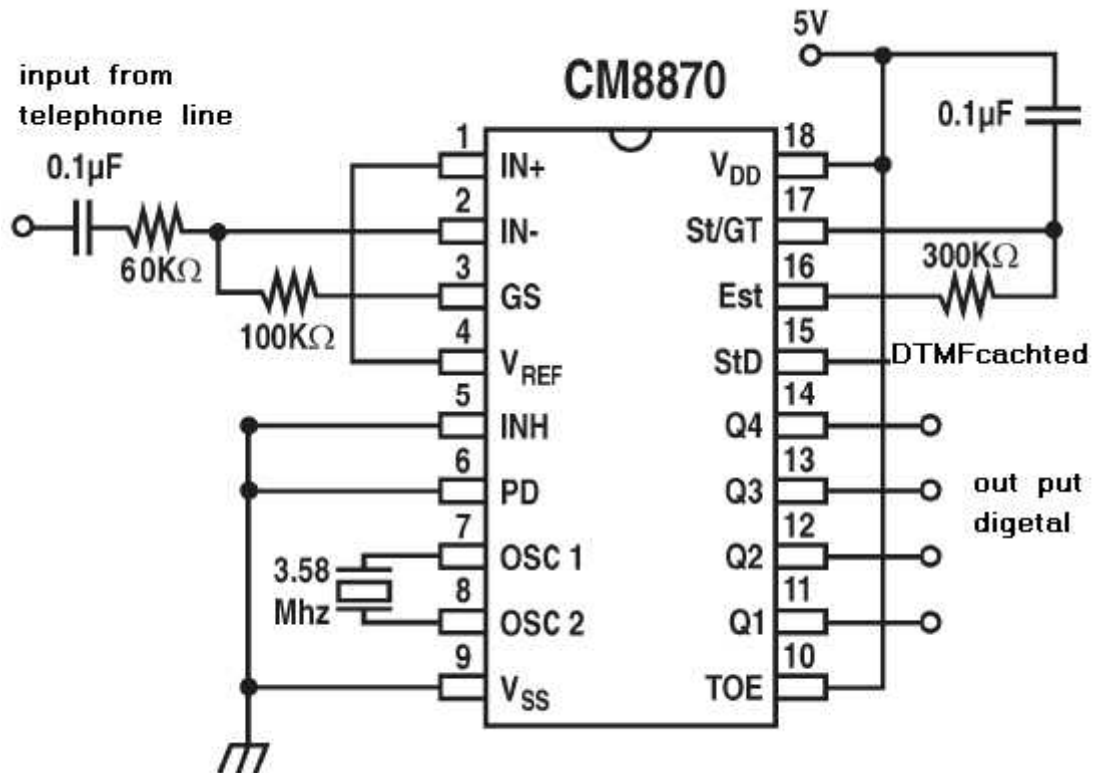 5V
input from
telephone line
CM8870
0.1µF
0.1µF
60KΩ
100KΩ
1
IN+
2
IN-
3
GS
4
VREF
5
INH
6
PD
7
OSC 1
8
OSC 2
9
VSS
3.58
Mhz
18
VDD
17
St/GT
16
Est
300KΩ
15
StD
DTMFcachted
14
Q4
13
Q3
12
Q2
11
Q1
10
TOE
out put
digetal